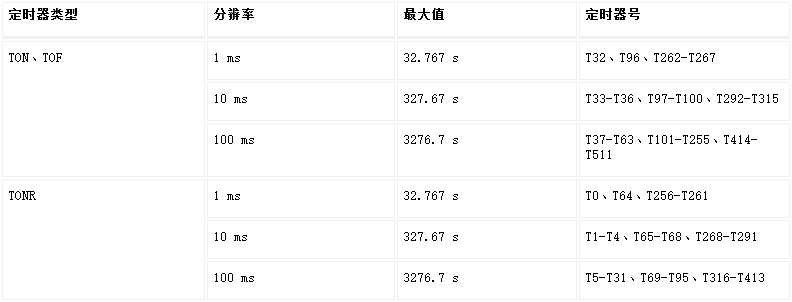 定时器类型 分辨率 最大值 定时器号
TON、TOF 1 ms 32.767 s T32、T96、T262-T267
10 ms 327.67 s T33-T36、T97-T100、T292-T315
100 ms 3276.7 s T37-T63、T101-T255、T414-
T511
TONR 1 ms 32.767 s T0、T64、T256-T261
10 ms 327.67 s T1-T4、T65-T68、T268-T291
100 ms 3276.7 s T5-T31、T69-T95、T316-T413